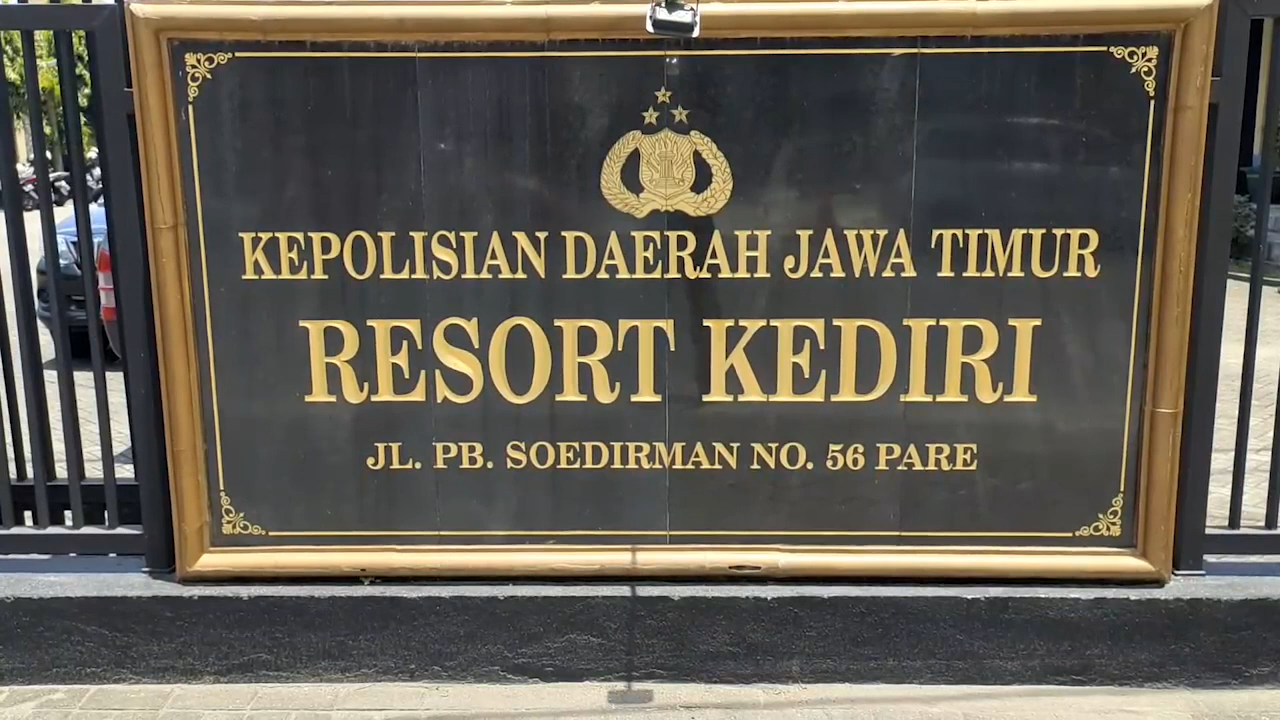 KEPOLISIAN DAERAH JAWA TIMUR
RESORT KEDIRI
JL. PB. SOEDIRMAN NO. 56 PARE